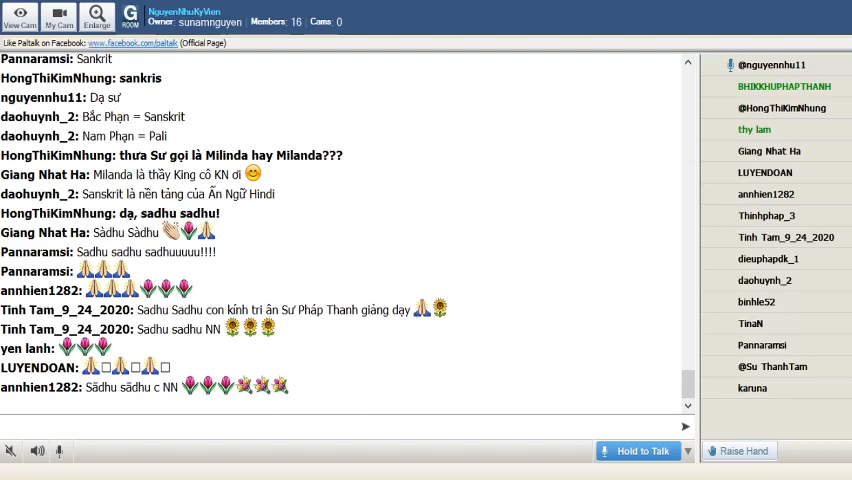 View Cam
My Cam
Enlarge
G
ROOM
NguyenNhuKyVien
Owner: sunamnguyen Members: 16 Cams: 0
Like Paltalk on Facebook: www.facebook.com/paltalk (Official Page)
Pannaramsi: Sankrit
HongThiKimNhung: sankris
nguyennhu11: Dạ sư
daohuynh_2: Bắc Phạn = Sanskrit
daohuynh_2: Nam Phạn = Pali
HongThiKimNhung: thưa Sư gọi là Milinda hay Milanda???
Giang Nhat Ha: Milanda là thầy King cô KN ơi
daohuynh_2: Sanskrit là nền tảng của Ấn Ngữ Hindi
HongThiKimNhung: dạ, sadhu sadhu!
Giang Nhat Ha: Sàdhu Sàdhu
Pannaramsi: Sadhu sadhu sadhuuuuu!!!!
Pannaramsi:
annhien1282:
Tinh Tam_9_24_2020: Sadhu Sadhu con kính tri ân Sư Pháp Thanh giảng dạy
Tinh Tam_9_24_2020: Sadhu sadhu NN
yen lanh:
LUYENDOAN:
annhien1282: Sādhu sādhu c NN
@nguyennhu11
BHIKKHUPHAPTHANH
@HongThiKimNhung
thy lam
Giang Nhat Ha
LUYENDOAN
annhien1282
Thinhphap_3
Tinh Tam_9_24_2020
dieuphapdk_1
daohuynh_2
binhle52
TinaN
Pannaramsi
@Su ThanhTam
karuna
Hold to Talk
Raise Hand